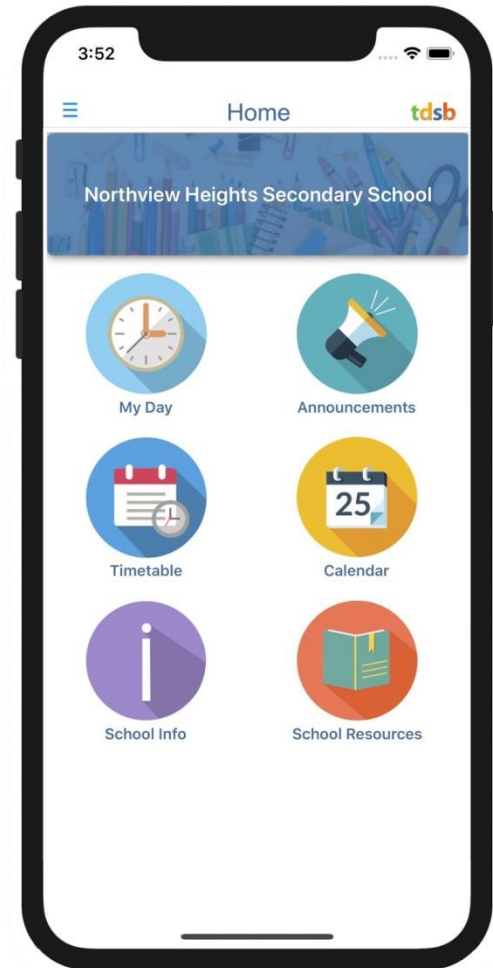 3:52
Home
tdsb
Northview Heights Secondary School
My Day
Announcements
Timetable
25
Calendar
School Info
School Resources